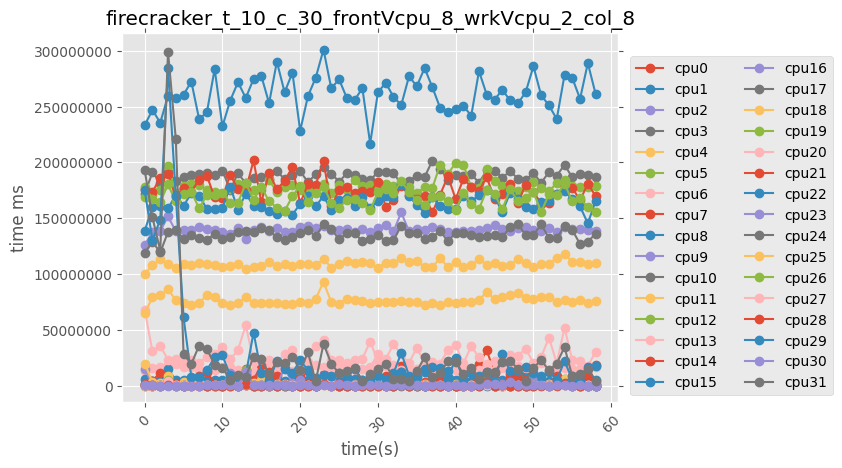 firecracker_t_10_c_30_frontVcpu_8_wrkVcpu_2_col_8
time ms
300000000
250000000
200000000
150000000
100000000
50000000
0
0
10
20
30
40
50
60
time(s)
cpu0
cpu1
cpu2
cpu3
cpu4
cpu5
cpu6
cpu7
cpu8
cpu9
cpu10
cpu11
cpu12
cpu13
cpu14
cpu15
cpu16
cpu17
cpu18
cpu19
cpu20
cpu21
cpu22
cpu23
cpu24
cpu25
cpu26
cpu27
cpu28
cpu29
cpu30
cpu31